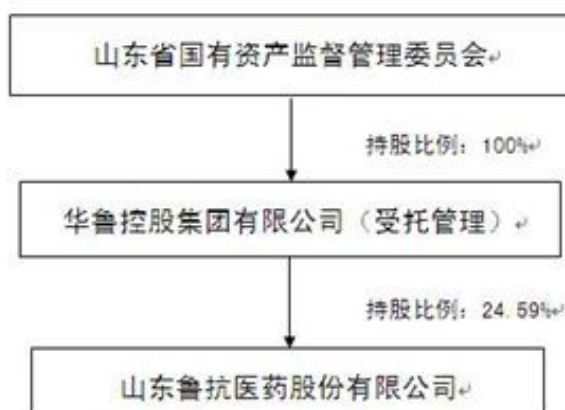 山东省国有资产监督管理委员会
持股比例：100%
华鲁控股集团有限公司（受托管理）
持股比例：24.59%
山东鲁抗医药股份有限公司